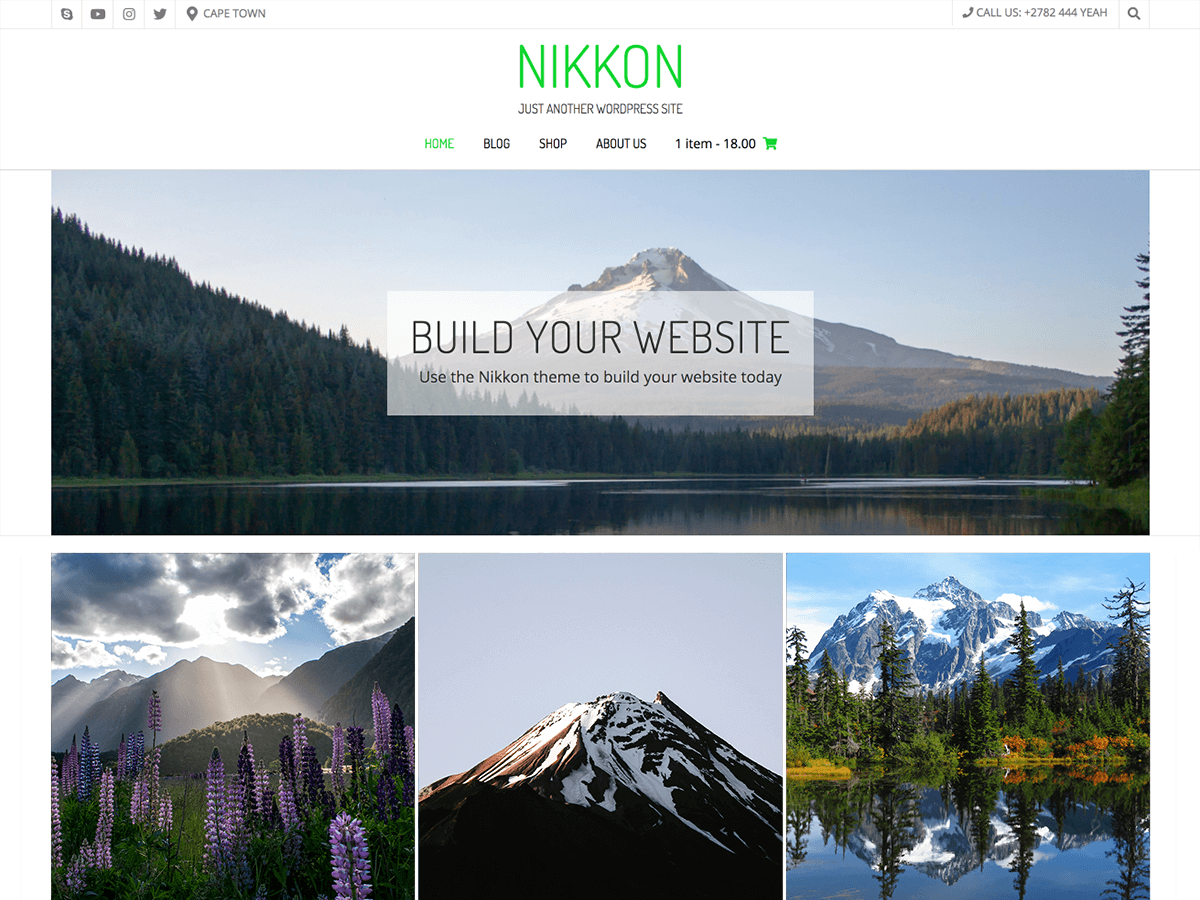 CAPE TOWN
CALL US: +2782 444 YEAH
NIKKON
JUST ANOTHER WORDPRESS SITE
HOME BLOG SHOP ABOUT US 1 item - 18.00
BUILD YOUR WEBSITE
Use the Nikkon theme to build your website today